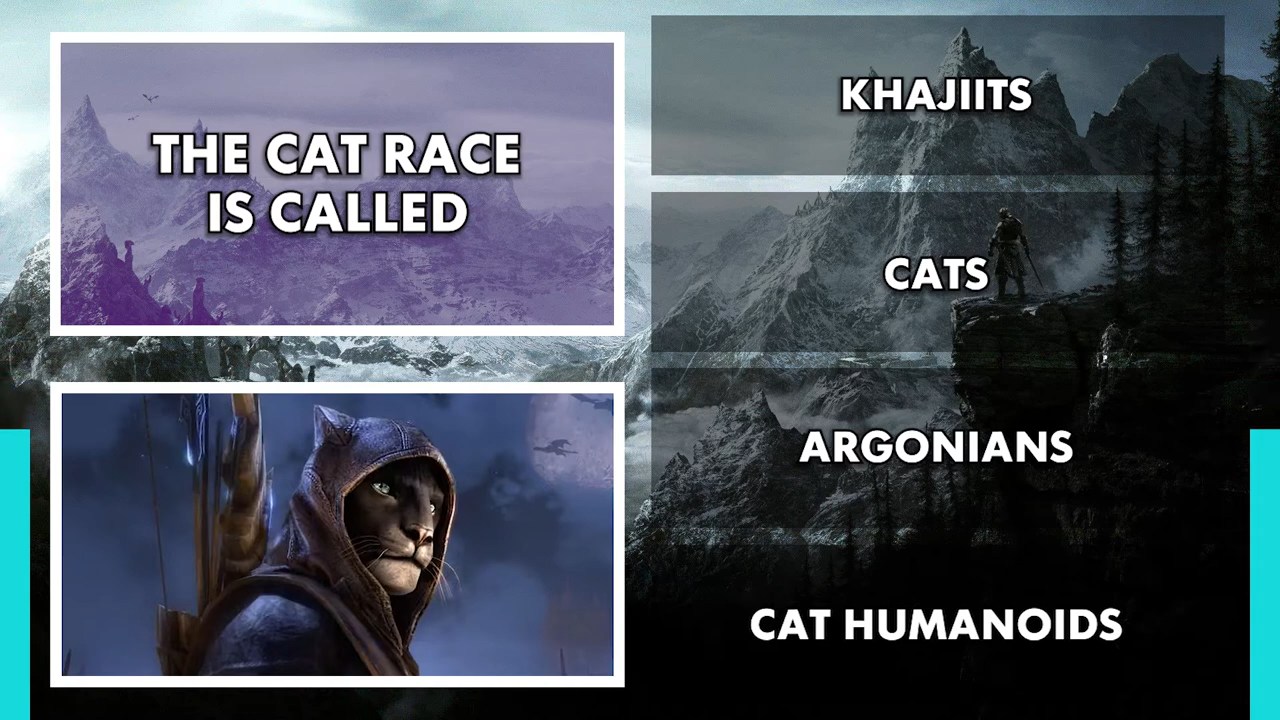 THE CAT RACE
IS CALLED
KHAJIITS
CATS
ARGONIANS
CAT HUMANOIDS